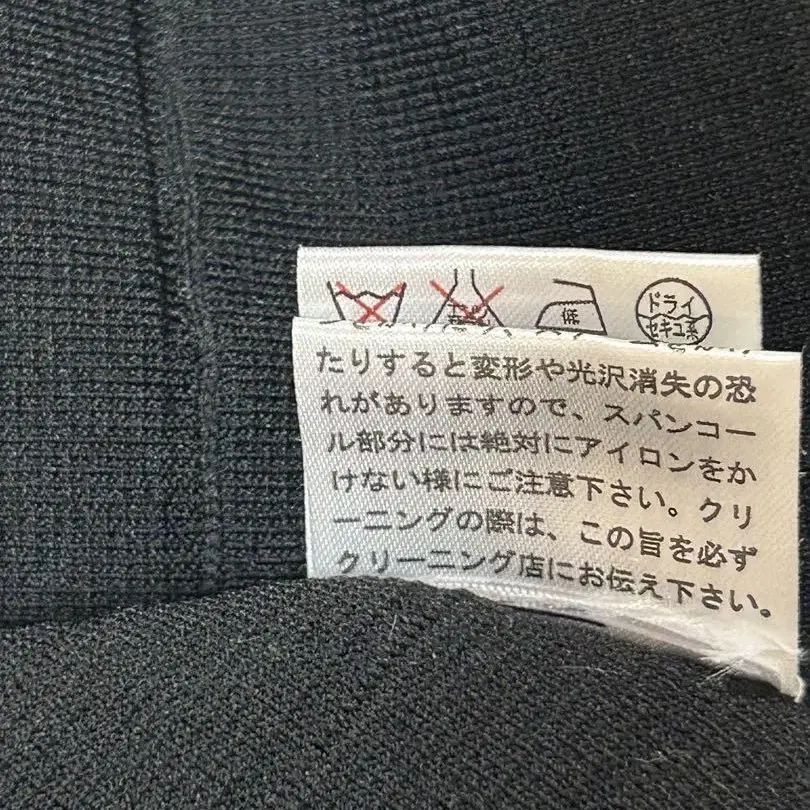 低
ドライ
セキユ系
たりすると変形や光沢消失の恐
れがありますので、スパンコー
ル部分には絶対にアイロンをか
けない様にご注意下さい。クリ
ーニングの際は、この旨を必ず
クリーニング店にお伝え下さい。